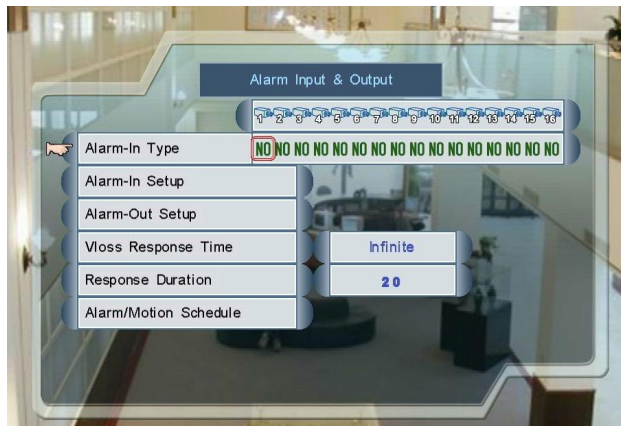 Alarm Input & Output
1 2 3 4 5 6 7 8 9 10 11 12 13 14 15 16
Alarm-In Type NO NO NO NO NO NO NO NO NO NO NO NO NO NO NO NO
Alarm-In Setup
Alarm-Out Setup
Vloss Response Time Infinite
Response Duration 20
Alarm/Motion Schedule